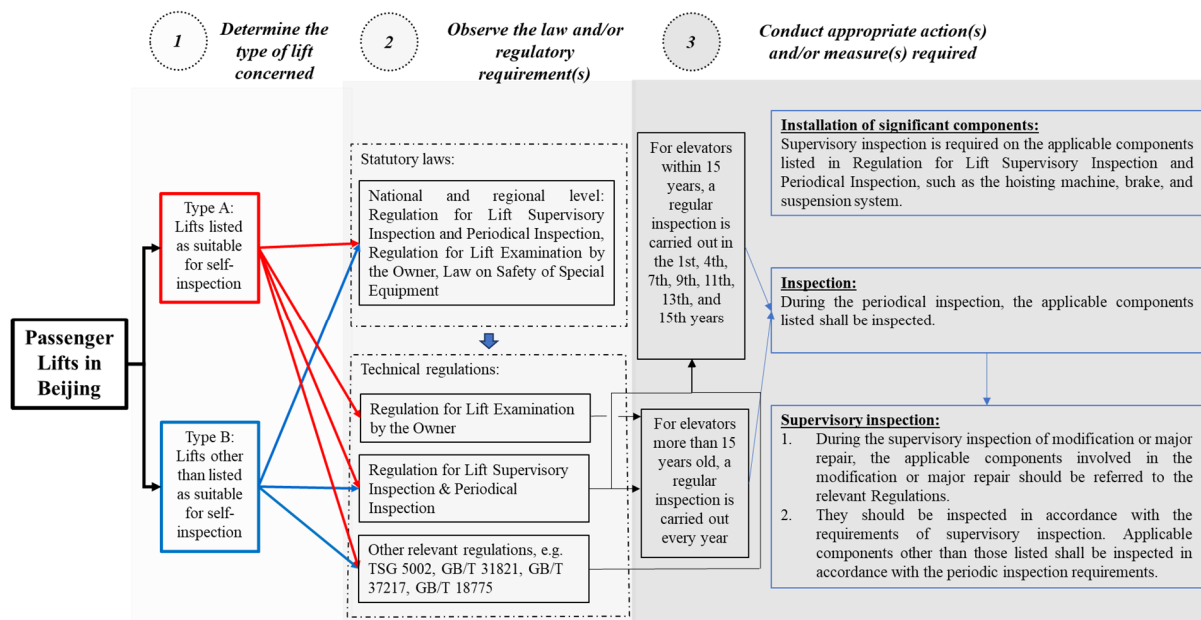 1
Determine the
type of lift
concerned
2
Observe the law and/or
regulatory
requirement(s)
3
Conduct appropriate action(s)
and/or measure(s) required
Passenger
Lifts in
Beijing
Type A:
Lifts listed
as suitable
for self-
inspection
Type B:
Lifts other
than listed
as suitable
for self-
inspection
Statutory laws:
National and regional level:
Regulation for Lift Supervisory
Inspection and Periodical Inspection,
Regulation for Lift Examination by
the Owner, Law on Safety of Special
Equipment
Technical regulations:
Regulation for Lift Examination
by the Owner
Regulation for Lift Supervisory
Inspection & Periodical
Inspection
Other relevant regulations, e.g.
TSG 5002, GB/T 31821, GB/T
37217, GB/T 18775
For elevators
within 15
years, a
regular
inspection is
carried out in
the 1st, 4th,
7th, 9th, 11th,
13th, and
15th years
For elevators
more than 15
years old, a
regular
inspection is
carried out
every year
Installation of significant components:
Supervisory inspection is required on the applicable components
listed in Regulation for Lift Supervisory Inspection and
Periodical Inspection, such as the hoisting machine, brake, and
suspension system.
Inspection:
During the periodical inspection, the applicable components
listed shall be inspected.
Supervisory inspection:
1. During the supervisory inspection of modification or major
repair, the applicable components involved in the
modification or major repair should be referred to the
relevant Regulations.
2. They should be inspected in accordance with the
requirements of supervisory inspection. Applicable
components other than those listed shall be inspected in
accordance with the periodic inspection requirements.